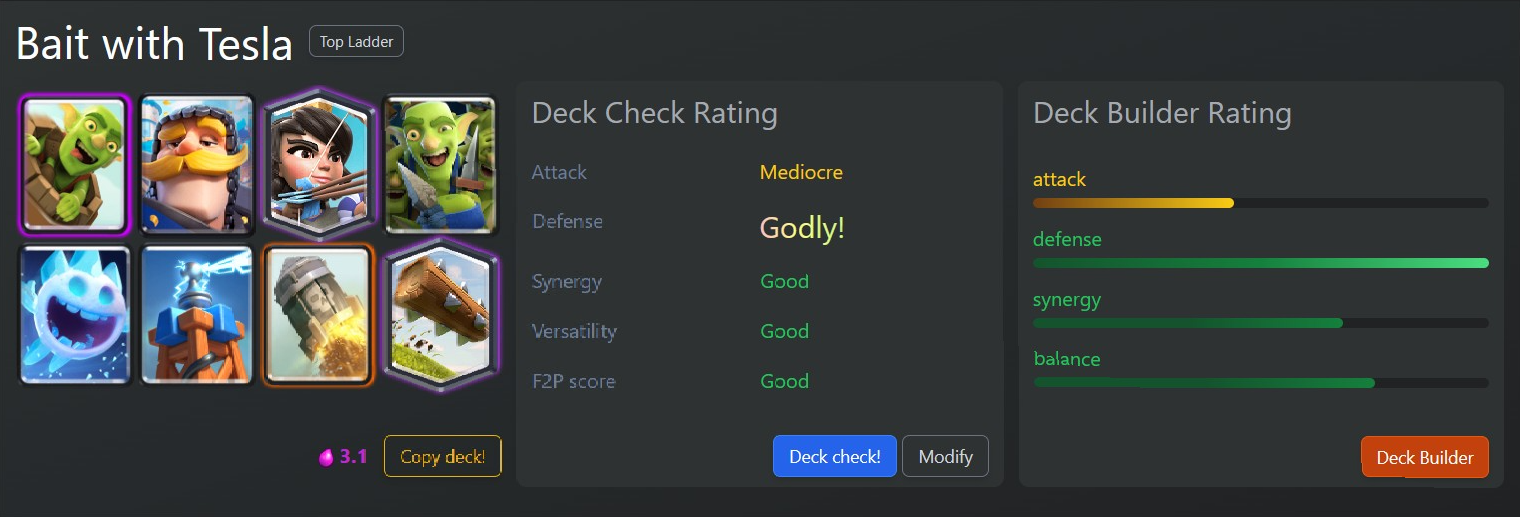 Bait with Tesla
Top Ladder
3.1
Copy deck!
Deck Check Rating
Attack Mediocre
Defense Godly!
Synergy Good
Versatility Good
F2P score Good
Deck check!
Modify
Deck Builder Rating
attack
defense
synergy
balance
Deck Builder